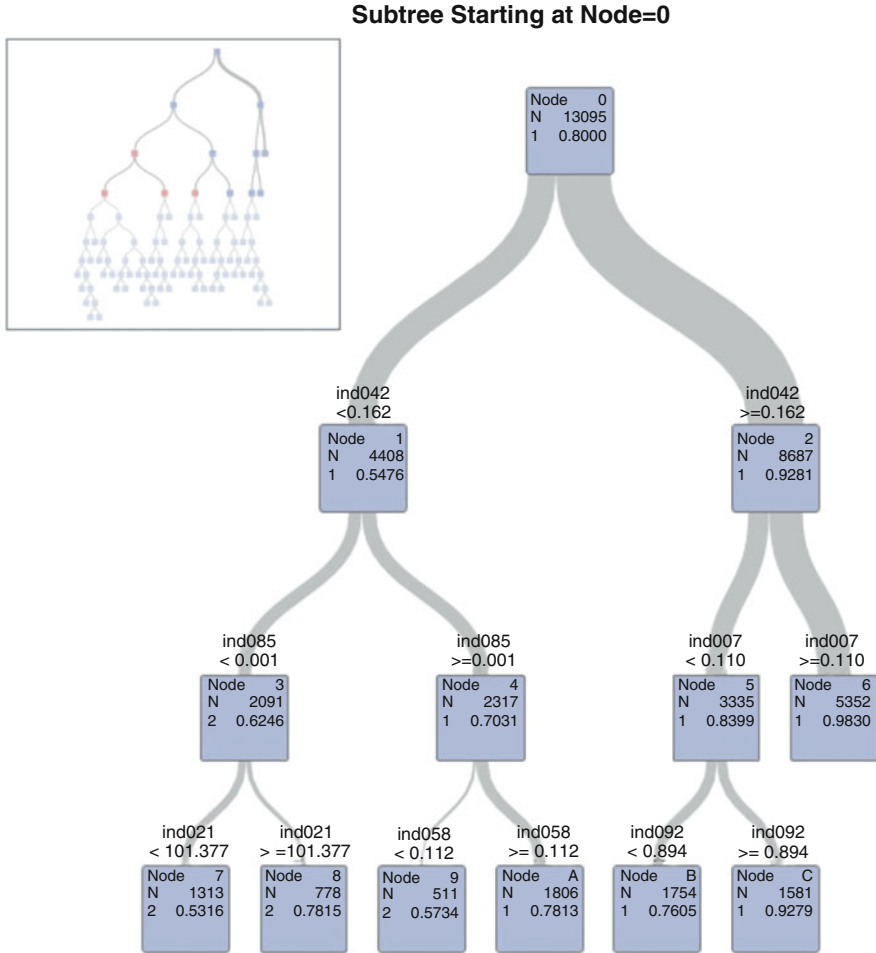 Subtree Starting at Node=0
Node 0
N 13095
1 0.8000
ind042
<0.162
Node 1
N 4408
1 0.5476
ind042
>=0.162
Node 2
N 8687
1 0.9281
ind085
< 0.001
Node 3
N 2091
2 0.6246
ind085
>=0.001
Node 4
N 2317
1 0.7031
ind007
< 0.110
Node 5
N 3335
1 0.8399
ind007
>=0.110
Node 6
N 5352
1 0.9830
ind021
< 101.377
Node 7
N 1313
2 0.5316
ind021
> =101.377
Node 8
N 778
2 0.7815
ind058
< 0.112
Node 9
N 511
2 0.5734
ind058
>= 0.112
Node A
N 1806
1 0.7813
ind092
< 0.894
Node B
N 1754
1 0.7605
ind092
>= 0.894
Node C
N 1581
1 0.9279